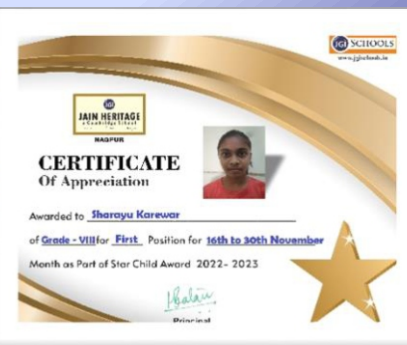 JGI SCHOOLS
www.jgischools.in
JGI
JAIN HERITAGE
a Cambridge School
NAGPUR
CERTIFICATE
Of Appreciation
Awarded to Sharayu Karewar
of Grade - VIII for First Position for 16th to 30th November
Month as Part of Star Child Award 2022- 2023
Principal